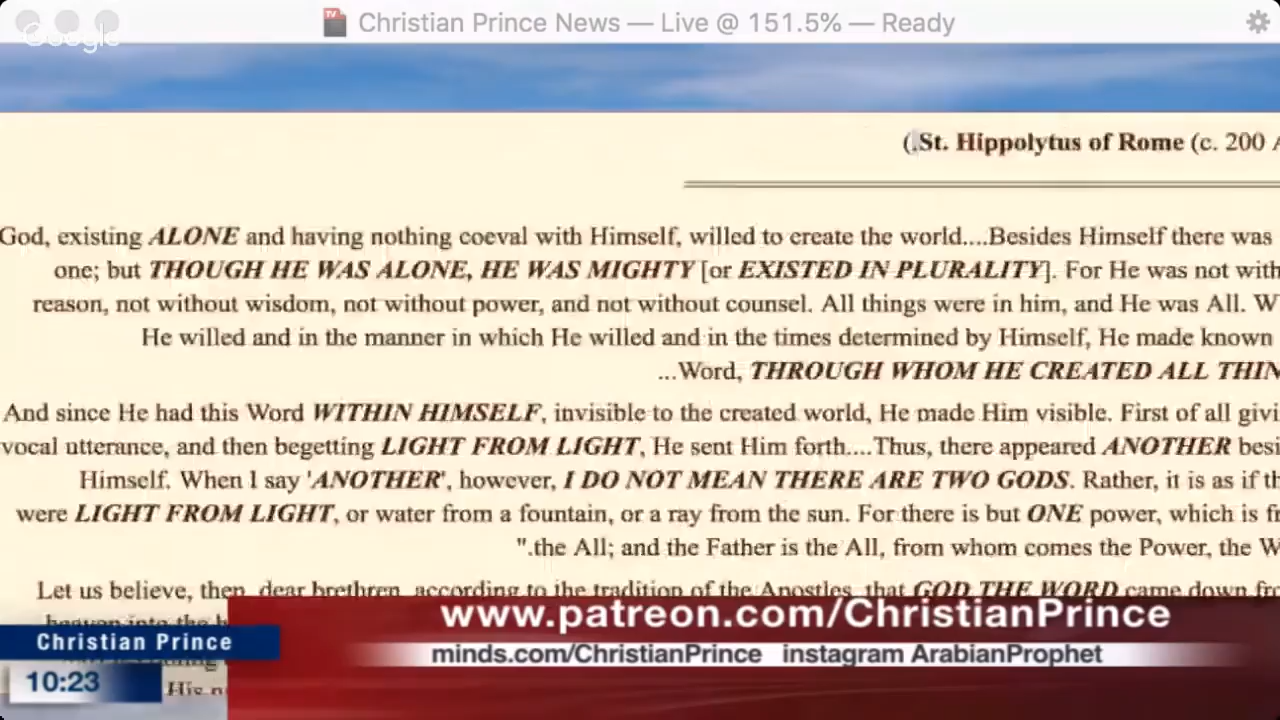 Google
Christian Prince News — Live @ 151.5% — Ready
(.St. Hippolytus of Rome (c. 200 A
God, existing ALONE and having nothing coeval with Himself, willed to create the world....Besides Himself there was
one; but THOUGH HE WAS ALONE, HE WAS MIGHTY [or EXISTED IN PLURALITY]. For He was not with
reason, not without wisdom, not without power, and not without counsel. All things were in him, and He was All. W
He willed and in the manner in which He willed and in the times determined by Himself, He made known
...Word, THROUGH WHOM HE CREATED ALL THIN
And since He had this Word WITHIN HIMSELF, invisible to the created world, He made Him visible. First of all givi
vocal utterance, and then begetting LIGHT FROM LIGHT, He sent Him forth....Thus, there appeared ANOTHER besi
Himself. When I say 'ANOTHER', however, I DO NOT MEAN THERE ARE TWO GODS. Rather, it is as if th
were LIGHT FROM LIGHT, or water from a fountain, or a ray from the sun. For there is but ONE power, which is fr
".the All; and the Father is the All, from whom comes the Power, the W
Let us believe, then, dear brethren, according to the tradition of the Apostles, that GOD THE WORD came down fro
heaven into the
www.patreon.com/ChristianPrince
Christian Prince
minds.com/ChristianPrince instagram ArabianProphet
10:23
His